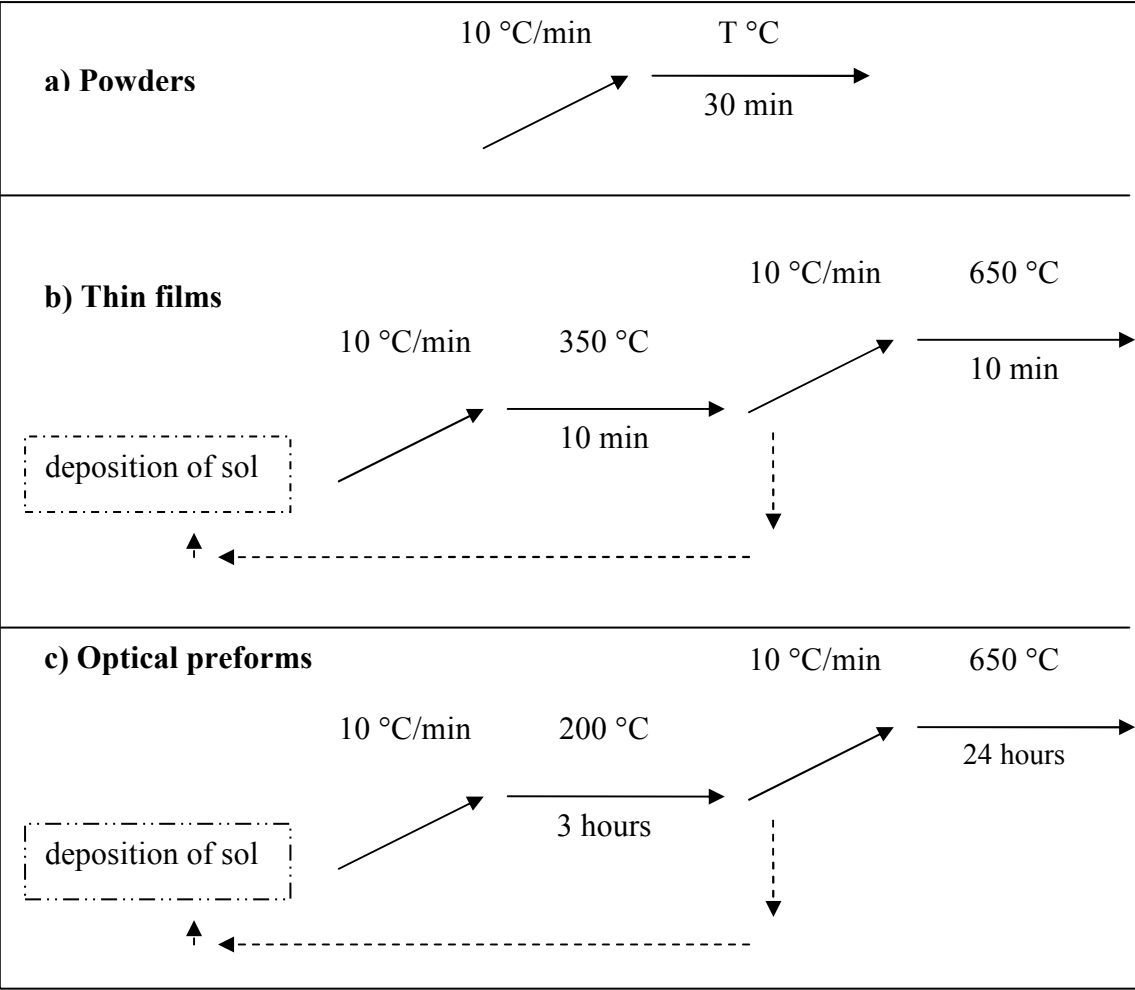 10 °C/min T °C
a) Powders
30 min
10 °C/min 650 °C
b) Thin films
10 °C/min 350 °C
10 min
10 min
deposition of sol
c) Optical preforms
10 °C/min 650 °C
10 °C/min 200 °C
24 hours
3 hours
deposition of sol